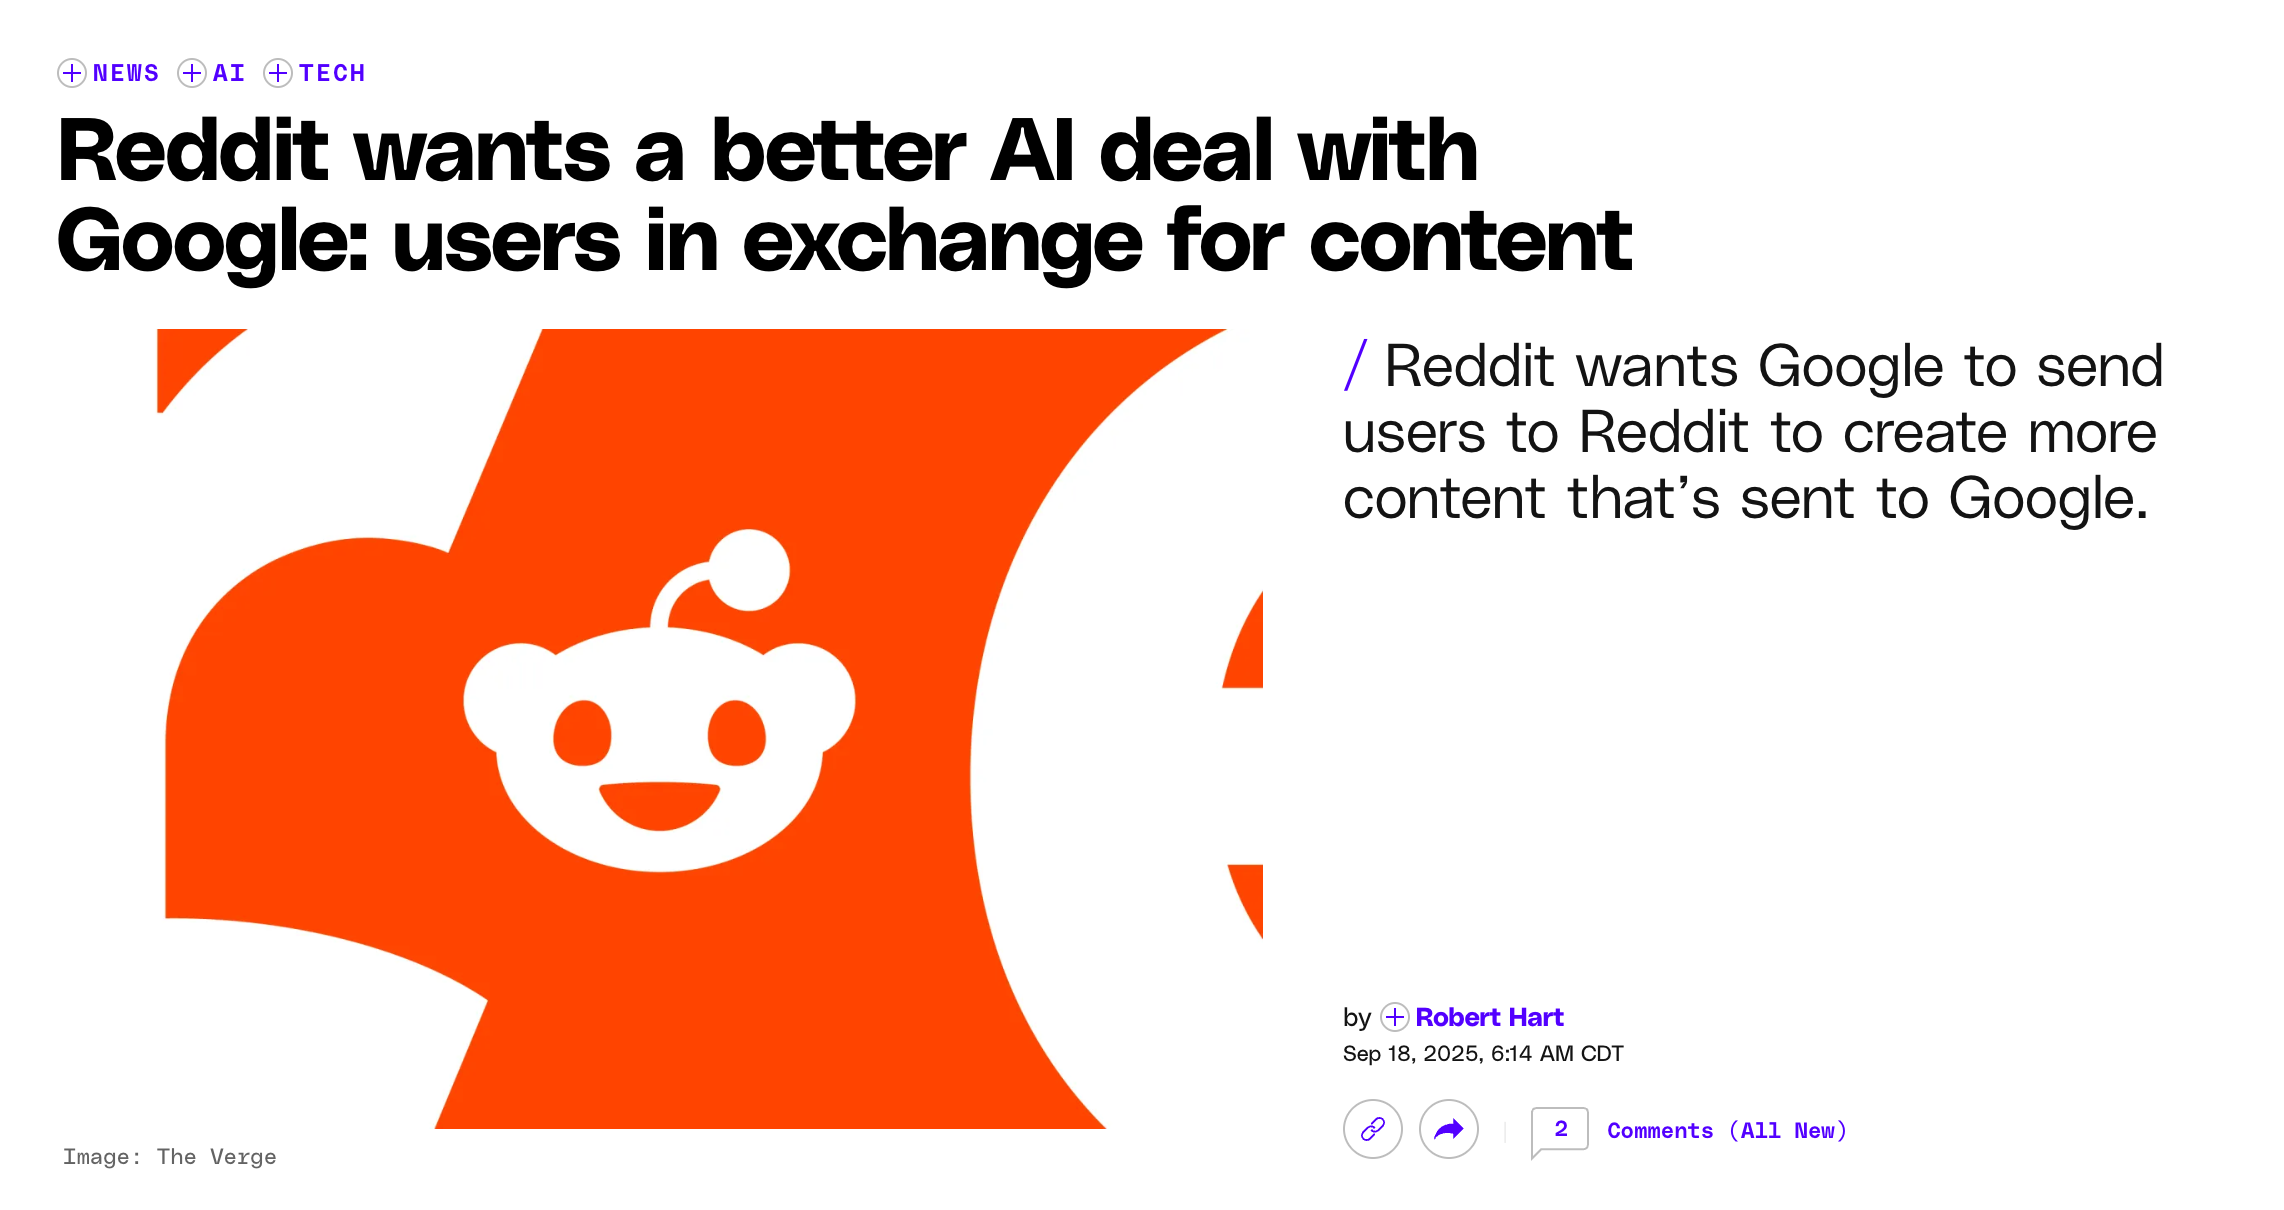 NEWS AI TECH
Reddit wants a better AI deal with
Google: users in exchange for content
/ Reddit wants Google to send
users to Reddit to create more
content that’s sent to Google.
by Robert Hart
Sep 18, 2025, 6:14 AM CDT
2 Comments (All New)
Image: The Verge